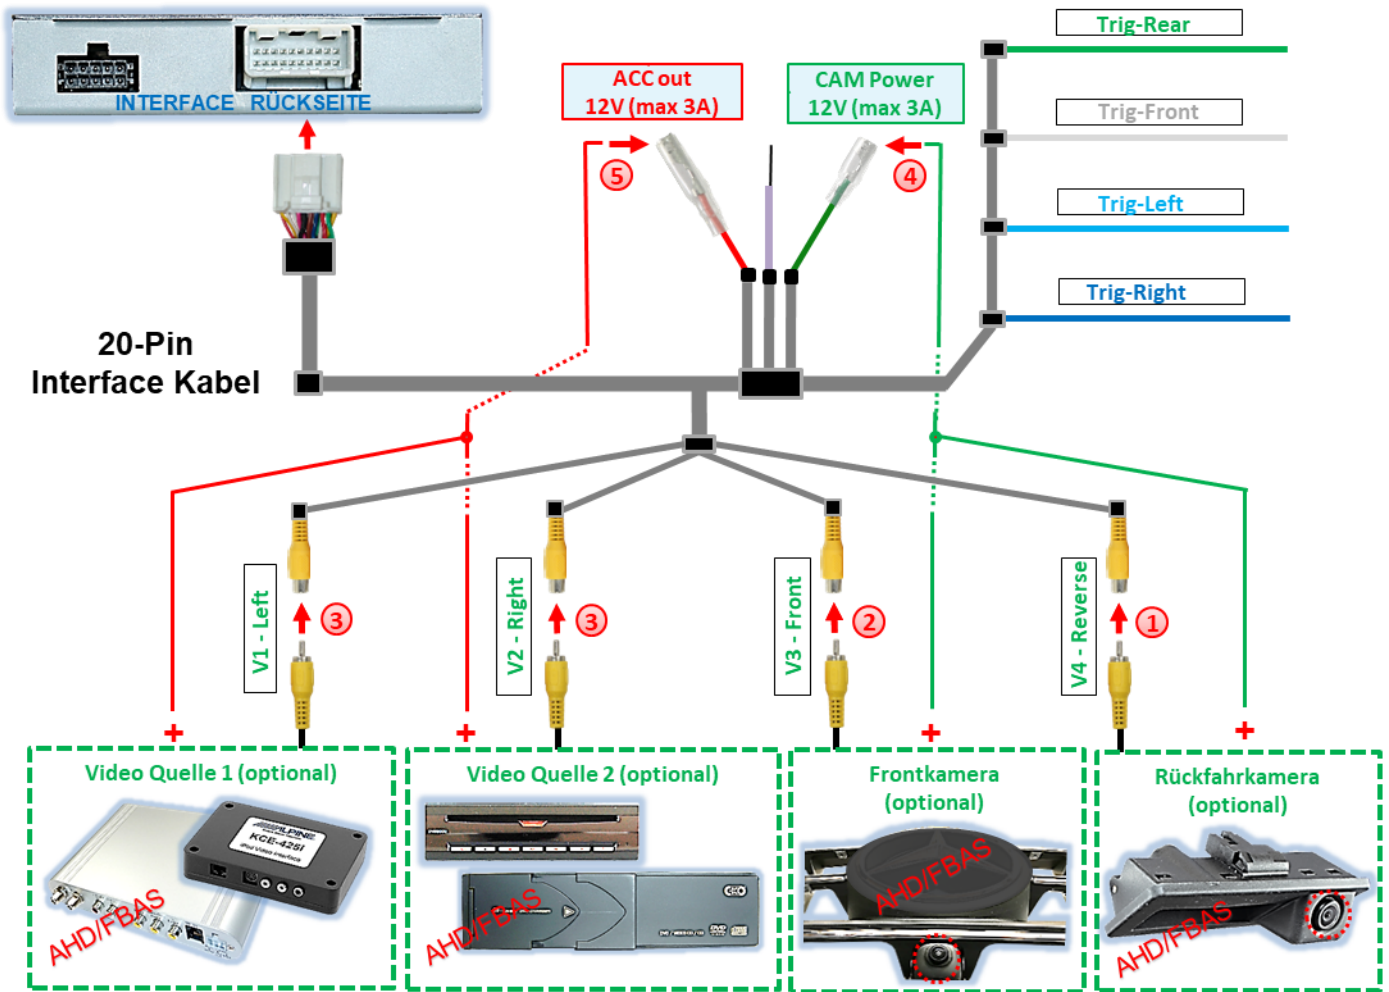 INTERFACE RÜCKSEITE
ACC out
12V (max 3A)
CAM Power
12V (max 3A)
Trig-Rear
Trig-Front
Trig-Left
Trig-Right
5
4
20-Pin
Interface Kabel
V1 - Left
3
V2 - Right
3
V3 - Front
2
V4 - Reverse
1
+
+
+
+
Video Quelle 1 (optional)
ALPINE
KCE-425i
iPod Video Interface
AHD/FBAS
Video Quelle 2 (optional)
AHD/FBAS
Frontkamera
(optional)
AHD/FBAS
Rückfahrkamera
(optional)
AHD/FBAS